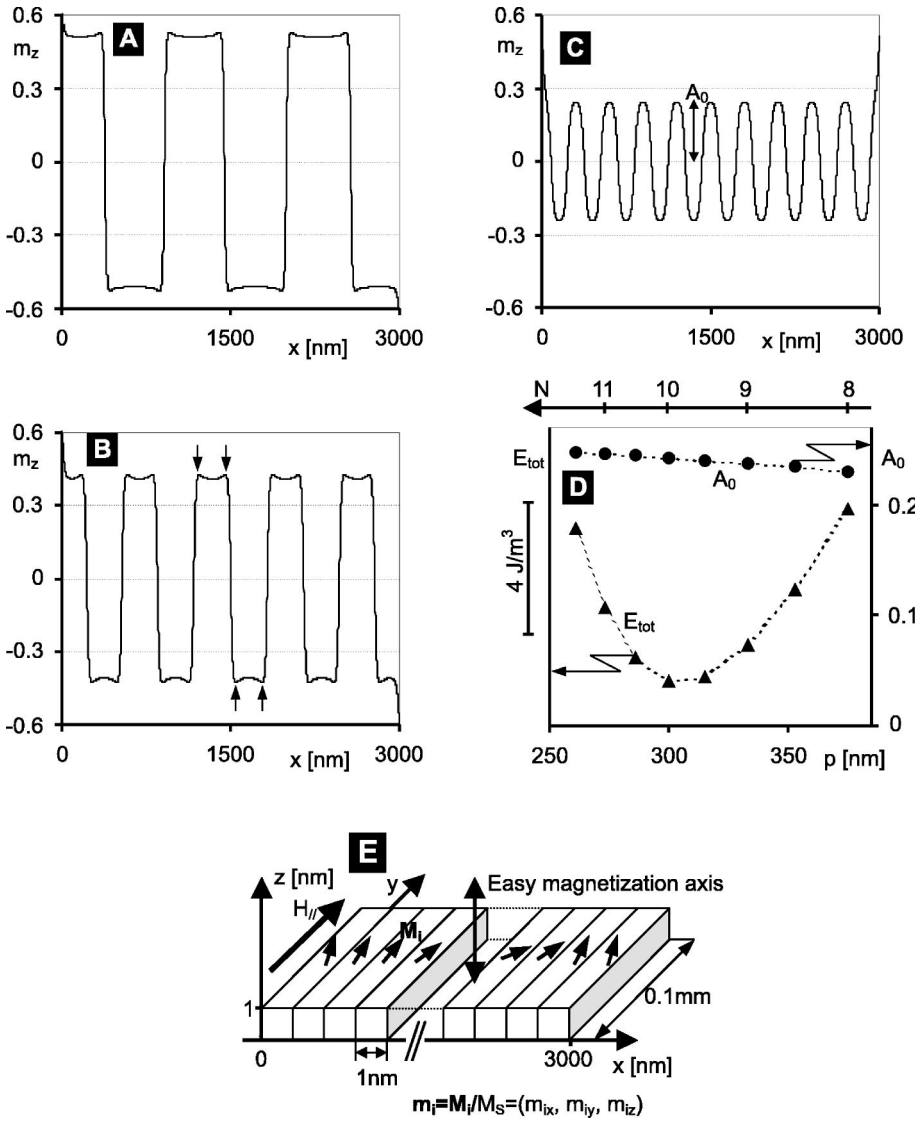 0.6
m_z
A
0.3
0
-0.3
-0.6
0
1500
3000
x [nm]
0.6
m_z
C
A_0
0.3
0
-0.3
-0.6
0
1500
3000
x [nm]
0.6
m_z
B
0.3
0
-0.3
-0.6
0
1500
3000
x [nm]
N
11
10
9
8
E_tot
D
A_0
A_0
0.2
4 J/m^3
E_tot
0.1
0
250
300
350
p [nm]
E
z [nm]
y
Easy magnetization axis
H_//
M_i
1
0.1mm
0
3000
1nm
x [nm]
m_i=M_i/M_S=(m_ix, m_iy, m_iz)